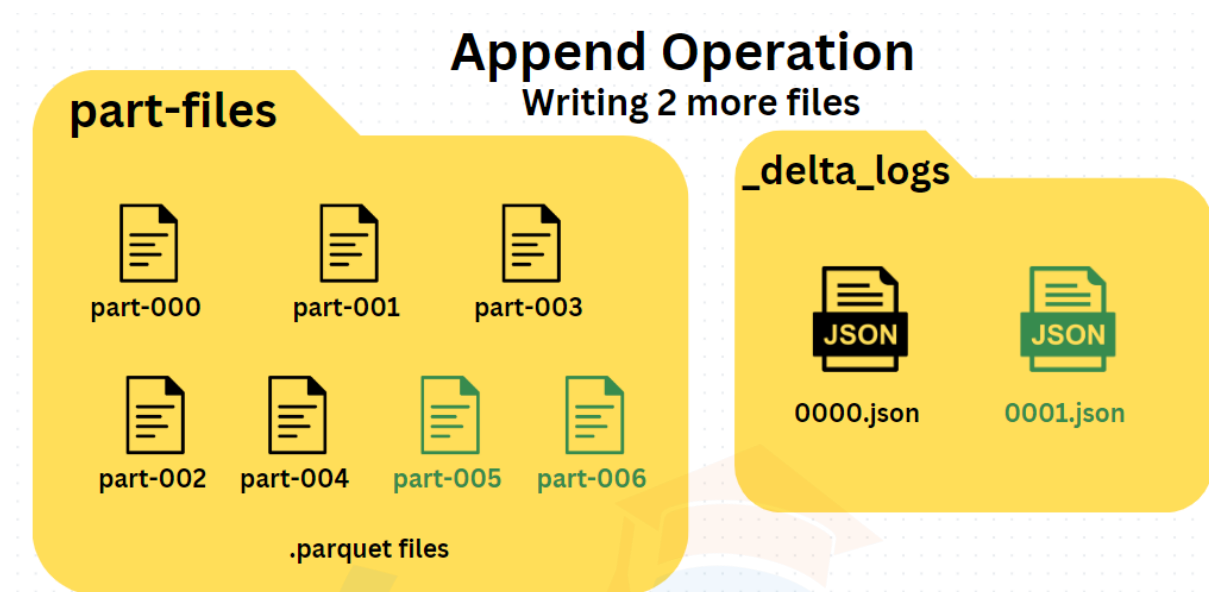 Append Operation
Writing 2 more files
part-files
part-000
part-001
part-003
part-002
part-004
part-005
part-006
.parquet files
_delta_logs
JSON
JSON
0000.json
0001.json